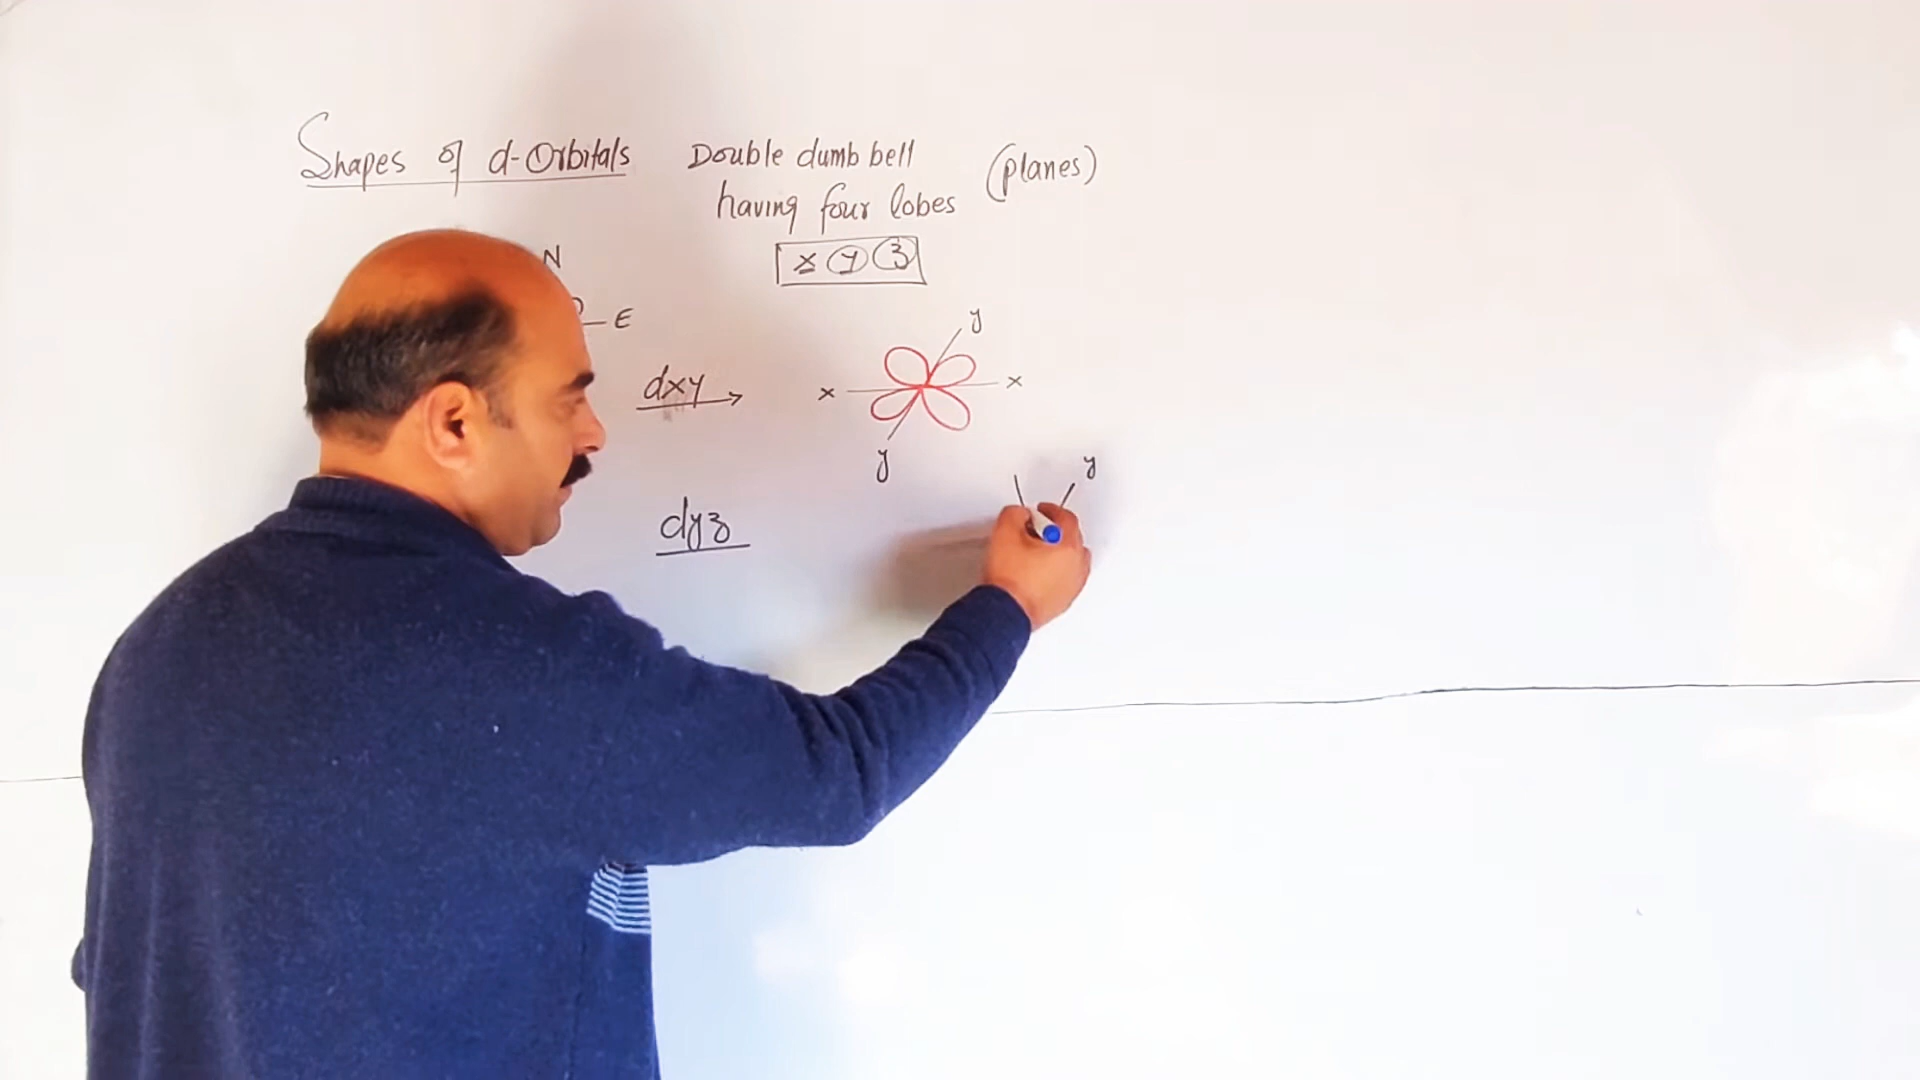 Shapes of d-Orbitals
Double dumb bell
having four lobes
(planes)
x y z
N
E
dxy
y
x x
y
y
dyz